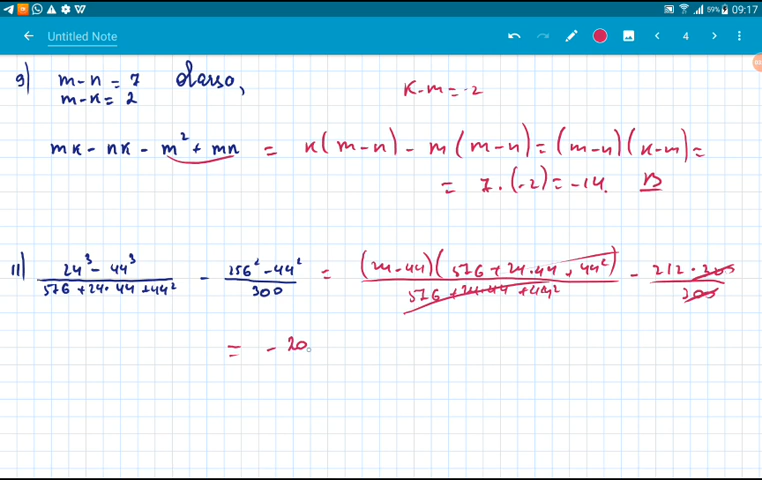 59% 09:17
Untitled Note
4
9) m-n=7 olarso,
m-k=2
k-m=-2
mk-nk-m²+mn = k(m-n)-m(m-n)=(m-n)(k-m)=
= 7·(-2)=-14. B
11) (24³-44³)/(576+24·44+44²) - (256²-44²)/300 = (24-44)(576+24·44+44²)/(576+24·44+44²) - (212·300)/300
= -20